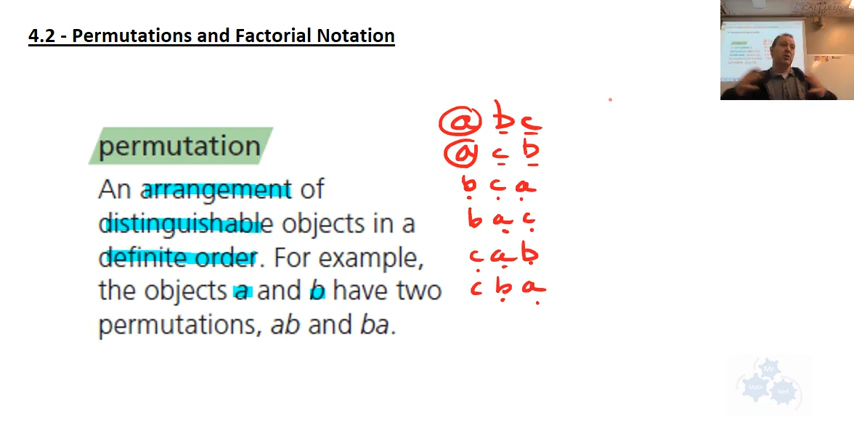 4.2 - Permutations and Factorial Notation
permutation
An arrangement of
distinguishable objects in a
definite order. For example,
the objects a and b have two
permutations, ab and ba.
a b c
a c b
b c a
b a c
c a b
c b a